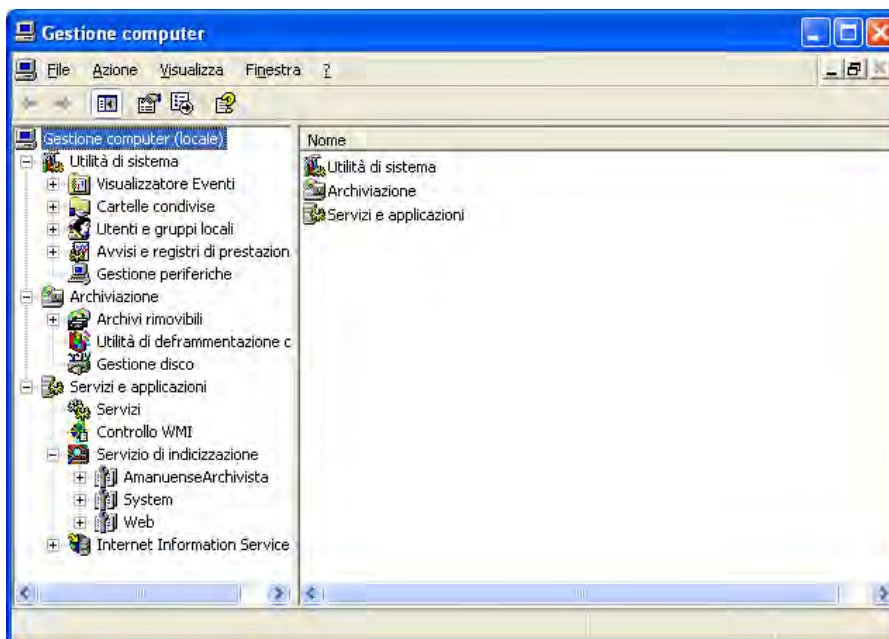 Gestione computer
File Azione Visualizza Finestra ?
Gestione computer (locale)
Utilità di sistema
Visualizzatore Eventi
Cartelle condivise
Utenti e gruppi locali
Avvisi e registri di prestazion
Gestione periferiche
Archiviazione
Archivi rimovibili
Utilità di deframmentazione c
Gestione disco
Servizi e applicazioni
Servizi
Controllo WMI
Servizio di indicizzazione
AmanuenseArchivista
System
Web
Internet Information Service
Nome
Utilità di sistema
Archiviazione
Servizi e applicazioni